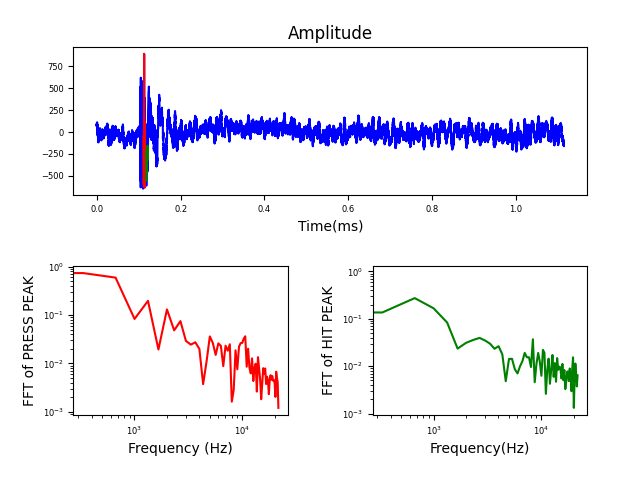 Amplitude
750
500
250
0
−250
−500
0.0 0.2 0.4 0.6 0.8 1.0
Time(ms)
FFT of PRESS PEAK
10⁰
10⁻¹
10⁻²
10⁻³
10³ 10⁴
Frequency (Hz)
FFT of HIT PEAK
10⁰
10⁻¹
10⁻²
10⁻³
10³ 10⁴
Frequency(Hz)